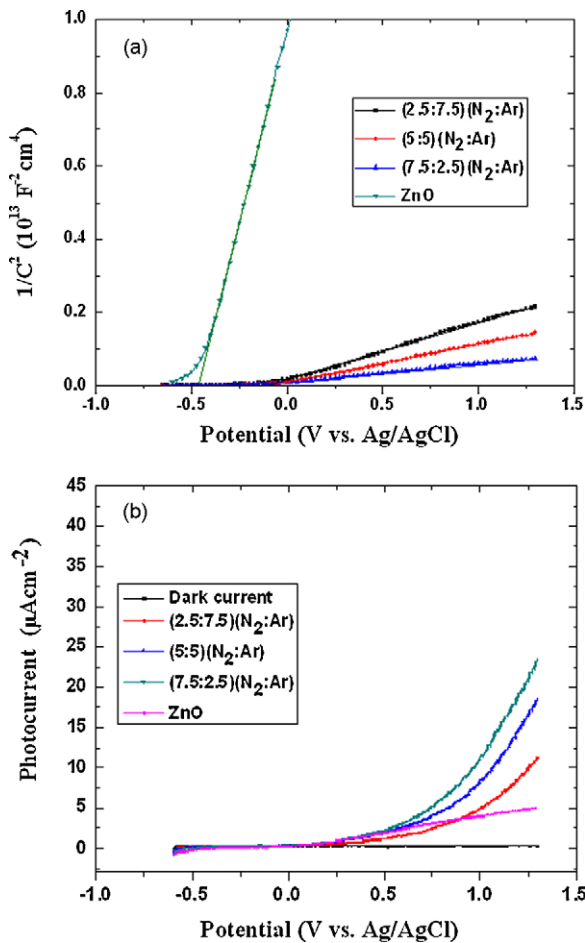 (a)
1.0
0.8
0.6
0.4
0.2
0.0
1/C² (10¹³ F⁻² cm⁴)
(2.5:7.5)(N₂:Ar)
(5:5)(N₂:Ar)
(7.5:2.5)(N₂:Ar)
ZnO
-1.0 -0.5 0.0 0.5 1.0 1.5
Potential (V vs. Ag/AgCl)
(b)
45
40
35
30
25
20
15
10
5
0
Photocurrent (μAcm⁻²)
Dark current
(2.5:7.5)(N₂:Ar)
(5:5)(N₂:Ar)
(7.5:2.5)(N₂:Ar)
ZnO
-1.0 -0.5 0.0 0.5 1.0 1.5
Potential (V vs. Ag/AgCl)